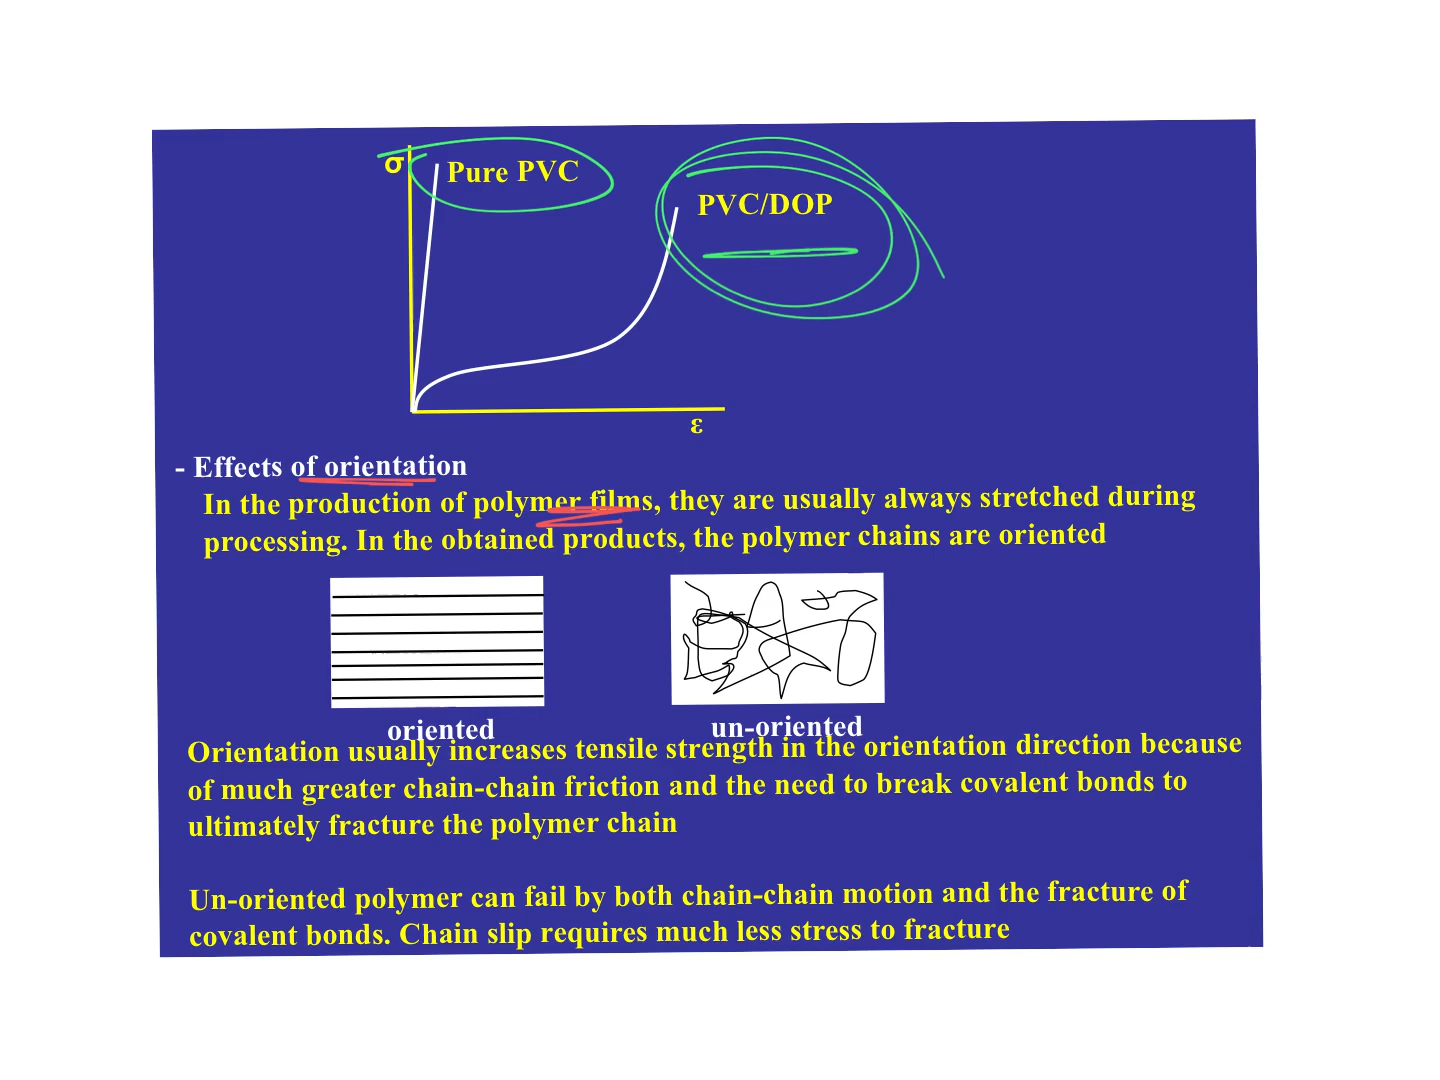 σ
Pure PVC
PVC/DOP
ε
- Effects of orientation
In the production of polymer films, they are usually always stretched during
processing. In the obtained products, the polymer chains are oriented
oriented
un-oriented
Orientation usually increases tensile strength in the orientation direction because
of much greater chain-chain friction and the need to break covalent bonds to
ultimately fracture the polymer chain
Un-oriented polymer can fail by both chain-chain motion and the fracture of
covalent bonds. Chain slip requires much less stress to fracture